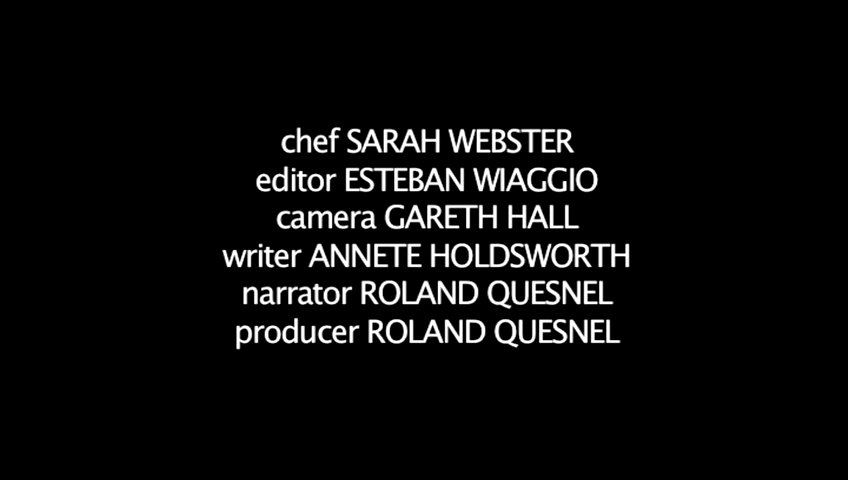 chef SARAH WEBSTER
editor ESTEBAN WIAGGIO
camera GARETH HALL
writer ANNETE HOLDSWORTH
narrator ROLAND QUESNEL
producer ROLAND QUESNEL